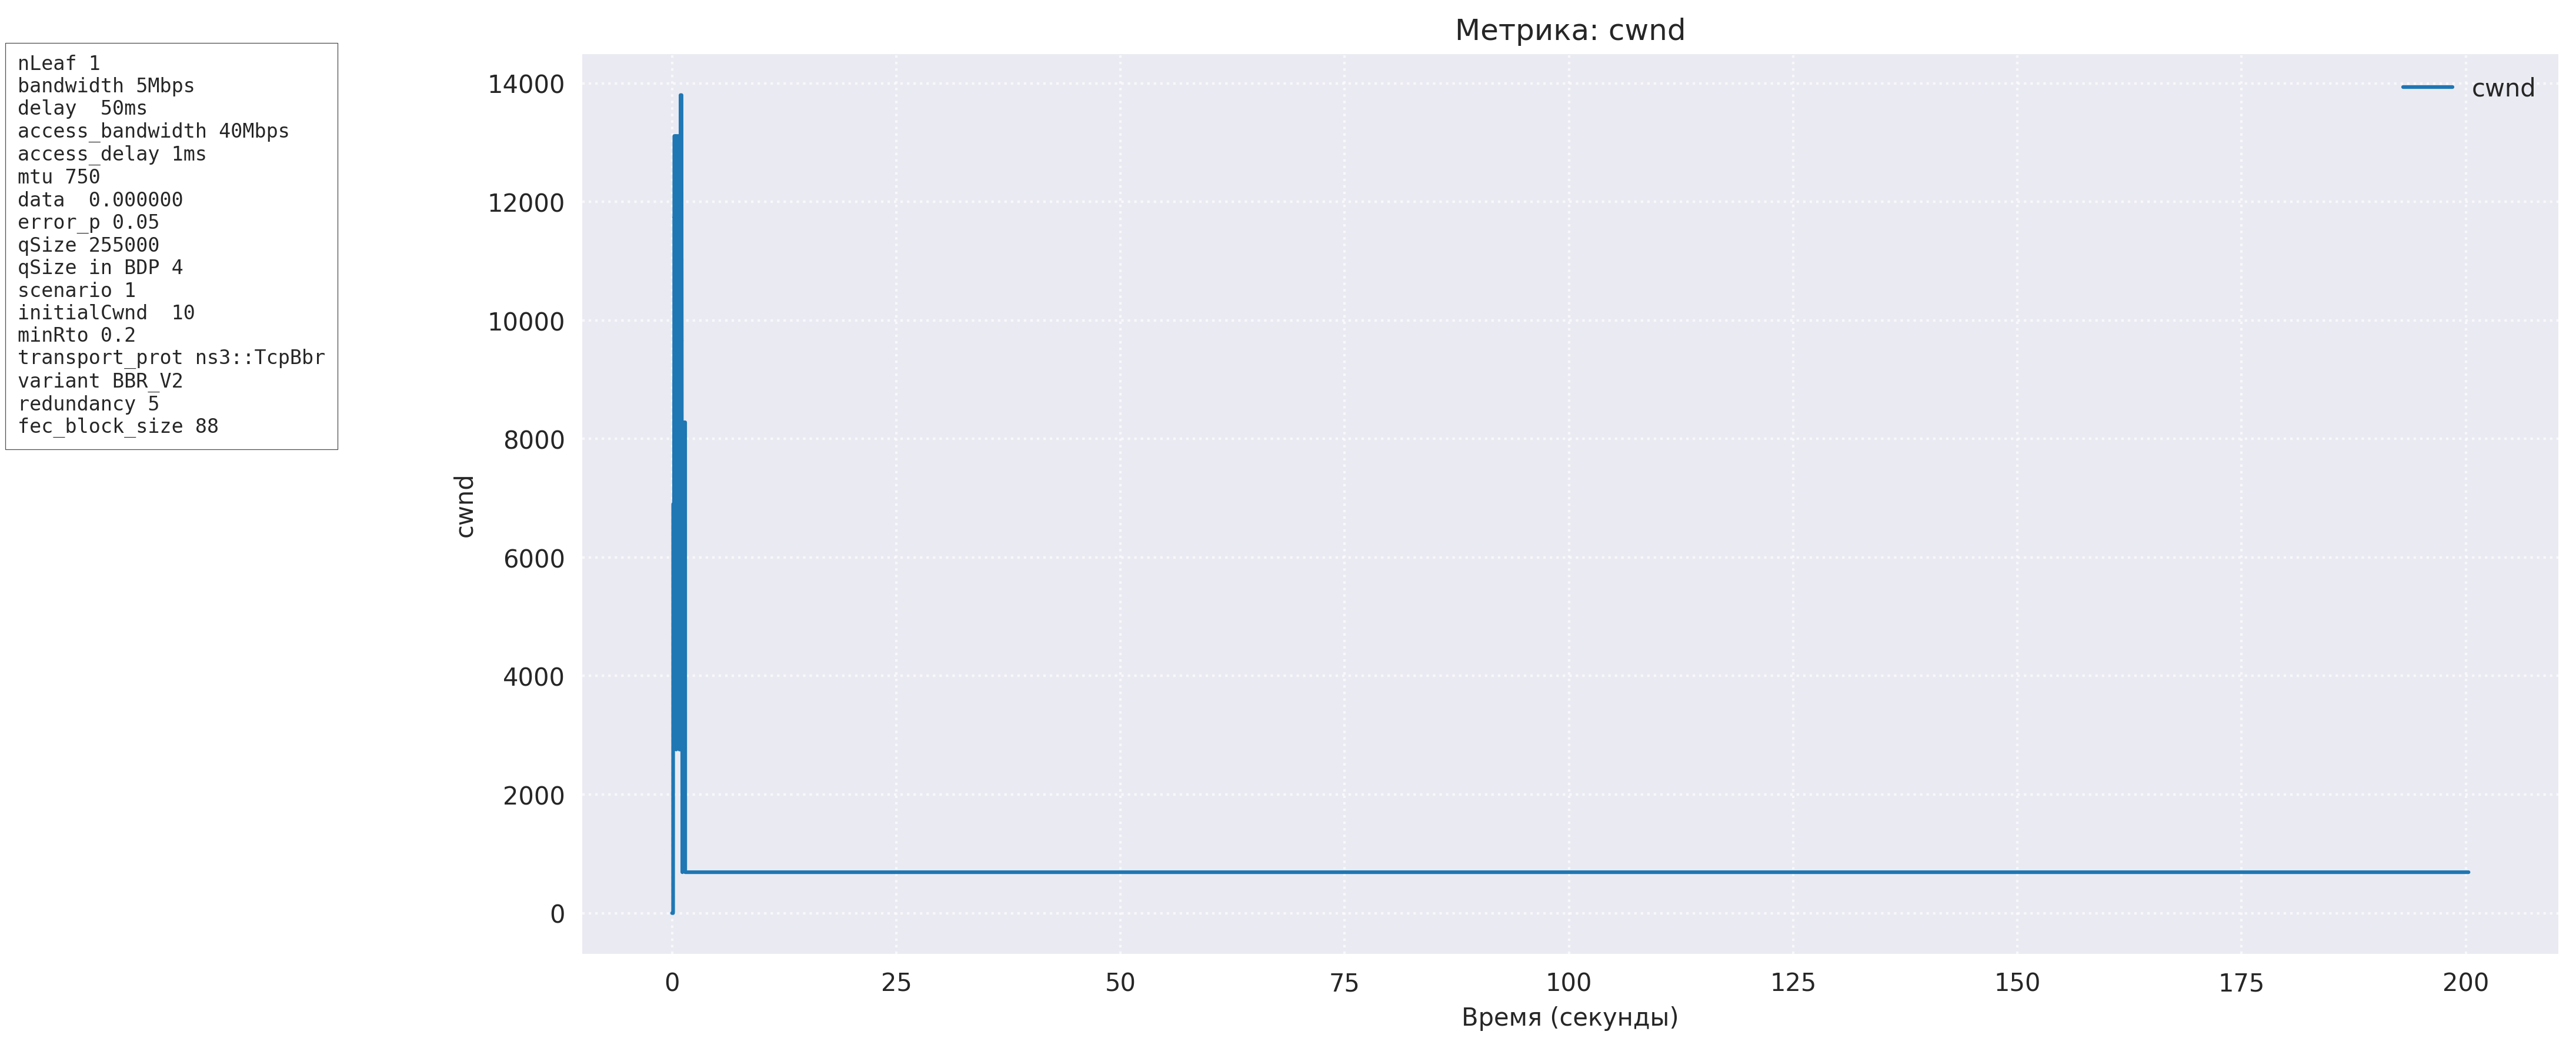 Метрика: cwnd
nLeaf 1
bandwidth 5Mbps
delay  50ms
access_bandwidth 40Mbps
access_delay 1ms
mtu 750
data  0.000000
error_p 0.05
qSize 255000
qSize in BDP 4
scenario 1
initialCwnd  10
minRto 0.2
transport_prot ns3::TcpBbr
variant BBR_V2
redundancy 5
fec_block_size 88
cwnd
14000
12000
10000
8000
6000
4000
2000
0
cwnd
0 25 50 75 100 125 150 175 200
Время (секунды)